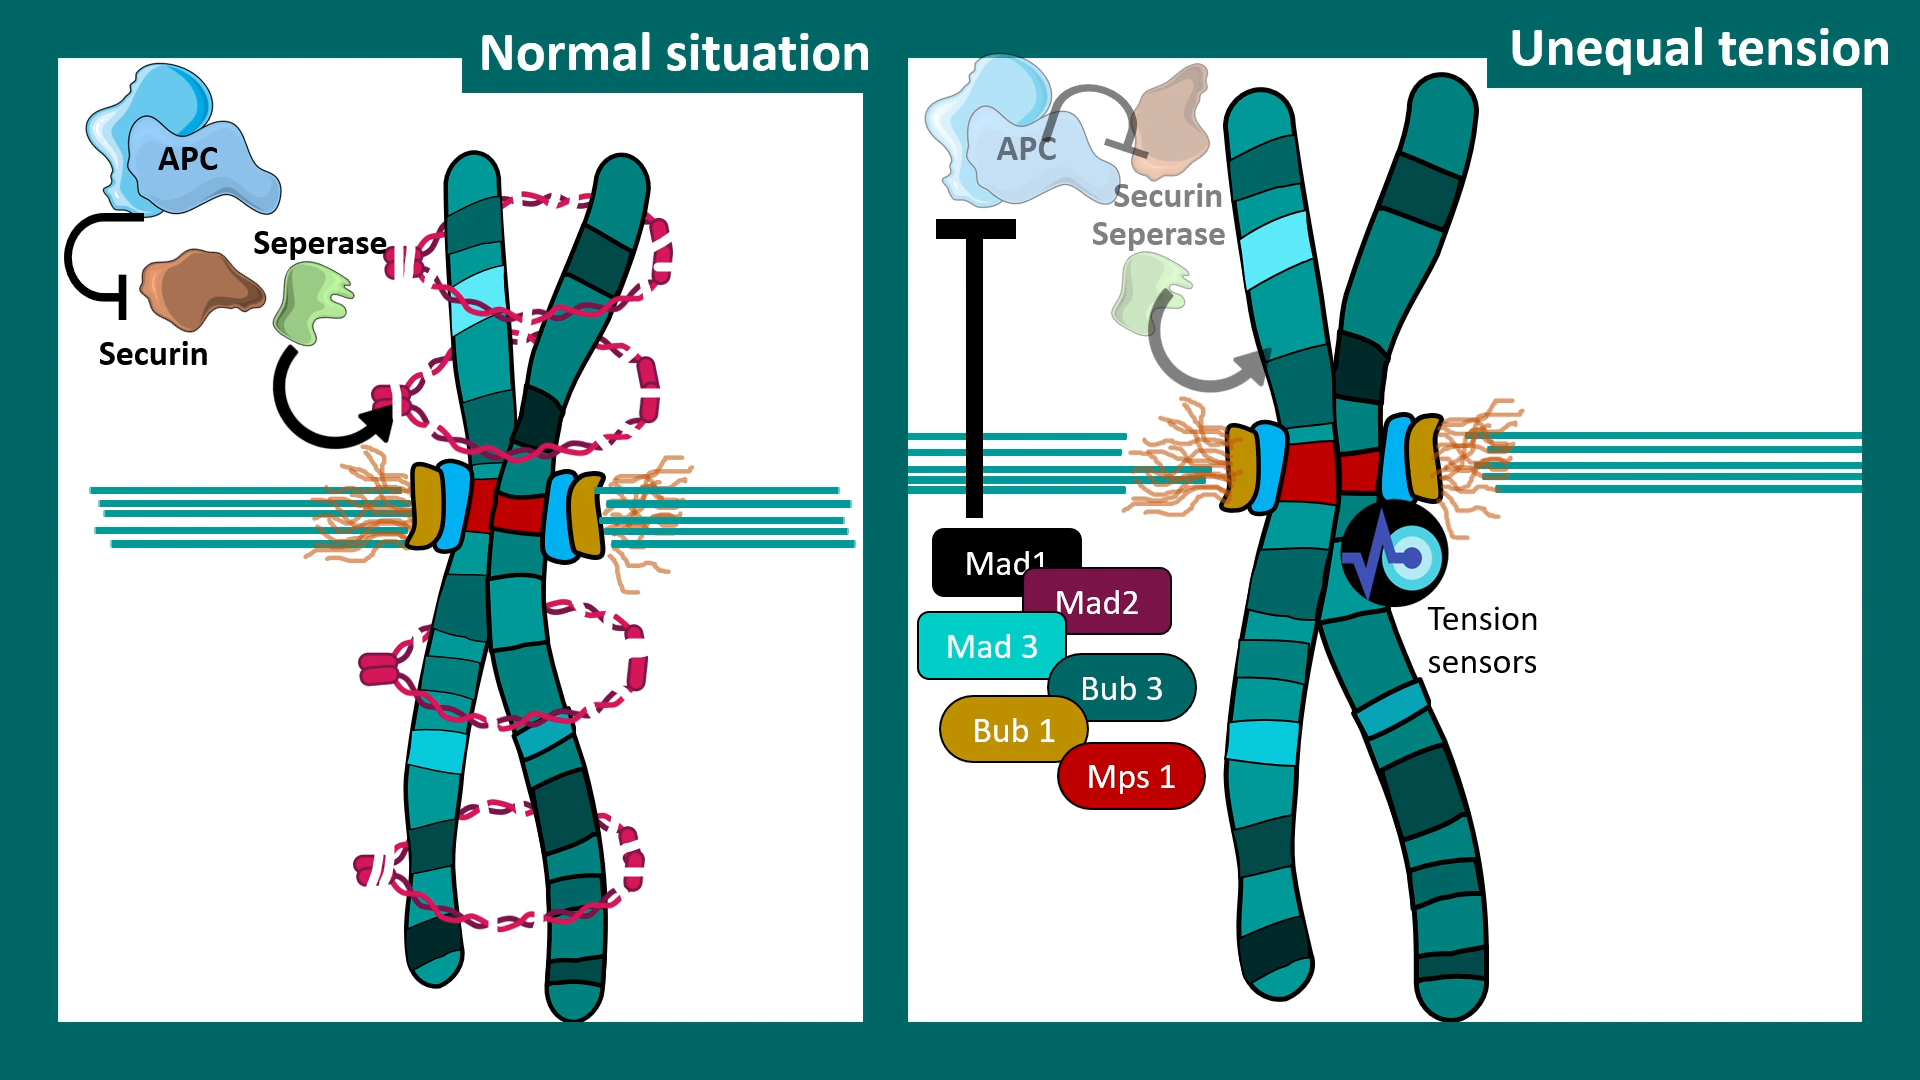 Normal situation
APC
Seperase
Securin
Unequal tension
APC
Securin
Seperase
Mad1
Mad2
Mad 3
Bub 3
Bub 1
Mps 1
Tension
sensors